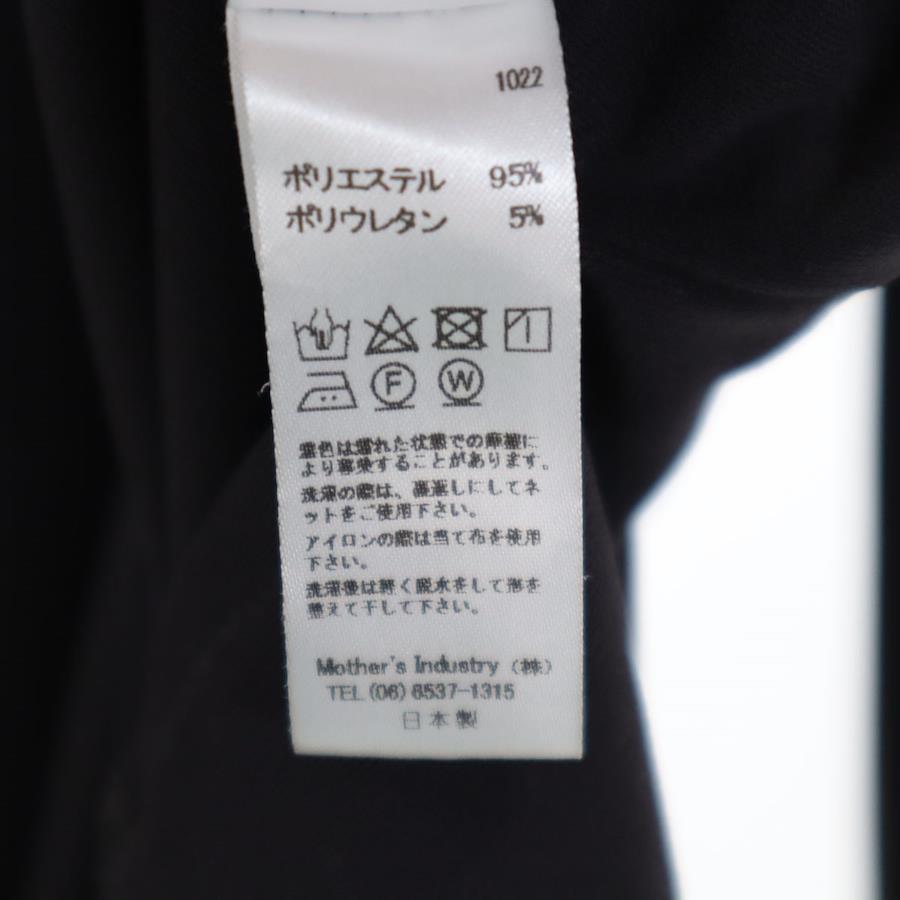 1022
ポリエステル 95%
ポリウレタン 5%
F W
濃色は濡れた状態での摩擦に
より移染することがあります。
洗濯の際は、裏返しにしてネ
ットをご使用下さい。
アイロンの際は当て布を使用
下さい。
洗濯後は軽く脱水をして形を
整えて干して下さい。
Mother's Industry (株)
TEL(06)6537-1315
日本製